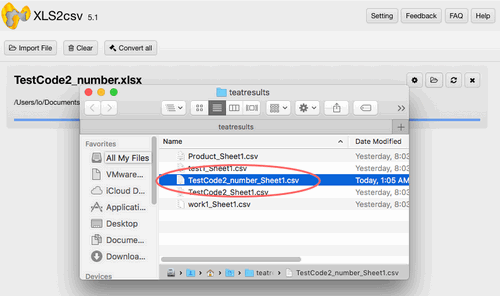 XLS2csv 5.1
Setting Feedback FAQ Help
Import File Clear Convert all
TestCode2_number.xlsx
/Users/lo/Documents
teatresults
teatresults
Favorites
All My Files
VMware...
iCloud D...
Applicati...
Desktop
Docume...
Downloa...
Devices
Name Date Modified
Product_Sheet1.csv Yesterday, 8:03
test1_Sheet1.csv Yesterday, 8:03
TestCode2_number_Sheet1.csv Today, 1:05 AM
TestCode2_Sheet1.csv Yesterday, 8:03
work1_Sheet1.csv Yesterday, 8:03
teatr TestCode2_number_Sheet1.csv